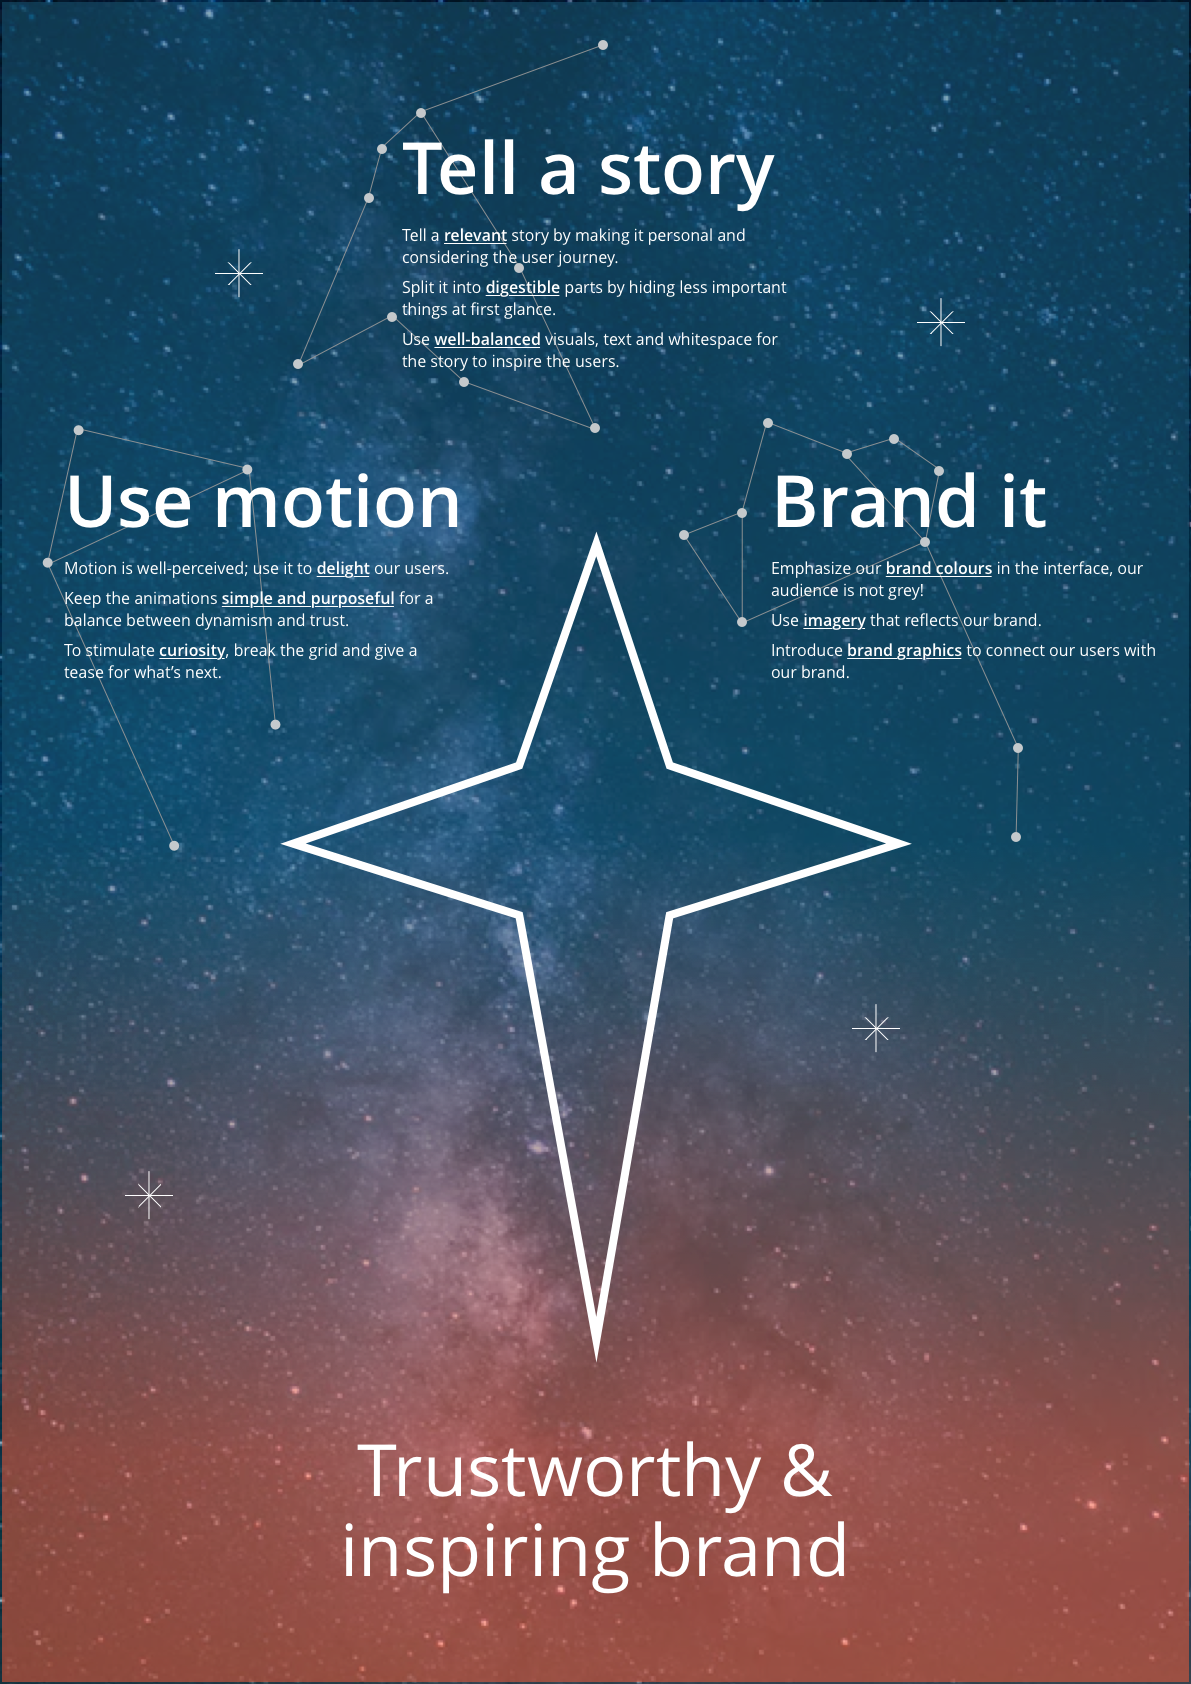 Tell a story
Tell a relevant story by making it personal and
considering the user journey.
Split it into digestible parts by hiding less important
things at first glance.
Use well-balanced visuals, text and whitespace for
the story to inspire the users.
Use motion
Motion is well-perceived; use it to delight our users.
Keep the animations simple and purposeful for a
balance between dynamism and trust.
To stimulate curiosity, break the grid and give a
tease for what’s next.
Brand it
Emphasize our brand colours in the interface, our
audience is not grey!
Use imagery that reflects our brand.
Introduce brand graphics to connect our users with
our brand.
Trustworthy &
inspiring brand